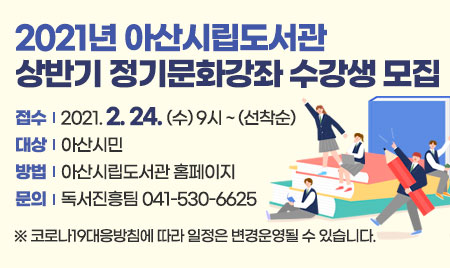 2021년 아산시립도서관
상반기 정기문화강좌 수강생 모집
접수 | 2021. 2. 24. (수) 9시 ~ (선착순)
대상 | 아산시민
방법 | 아산시립도서관 홈페이지
문의 | 독서진흥팀 041-530-6625
※ 코로나19대응방침에 따라 일정은 변경운영될 수 있습니다.